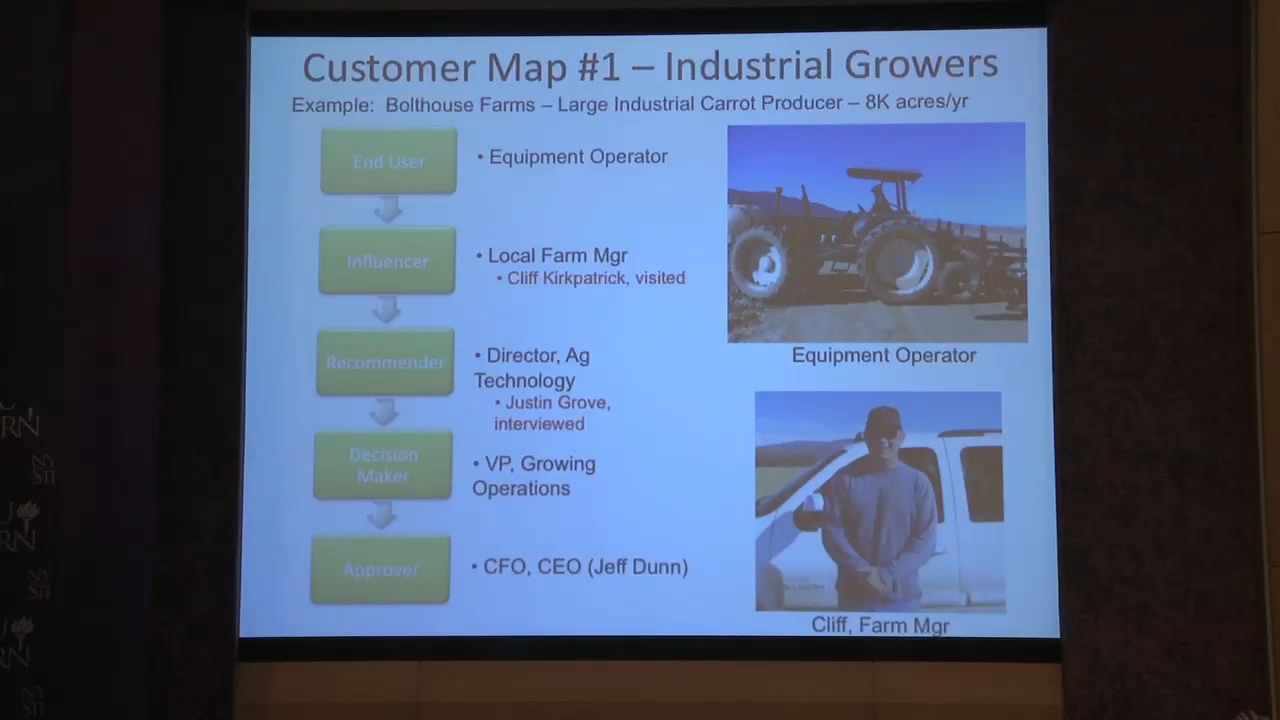 Customer Map #1 – Industrial Growers
Example: Bolthouse Farms – Large Industrial Carrot Producer – 8K acres/yr
End User
• Equipment Operator
Influencer
• Local Farm Mgr
• Cliff Kirkpatrick, visited
Recommender
• Director, Ag
Technology
• Justin Grove,
interviewed
Decision
Maker
• VP, Growing
Operations
Approver
• CFO, CEO (Jeff Dunn)
Equipment Operator
Cliff, Farm Mgr